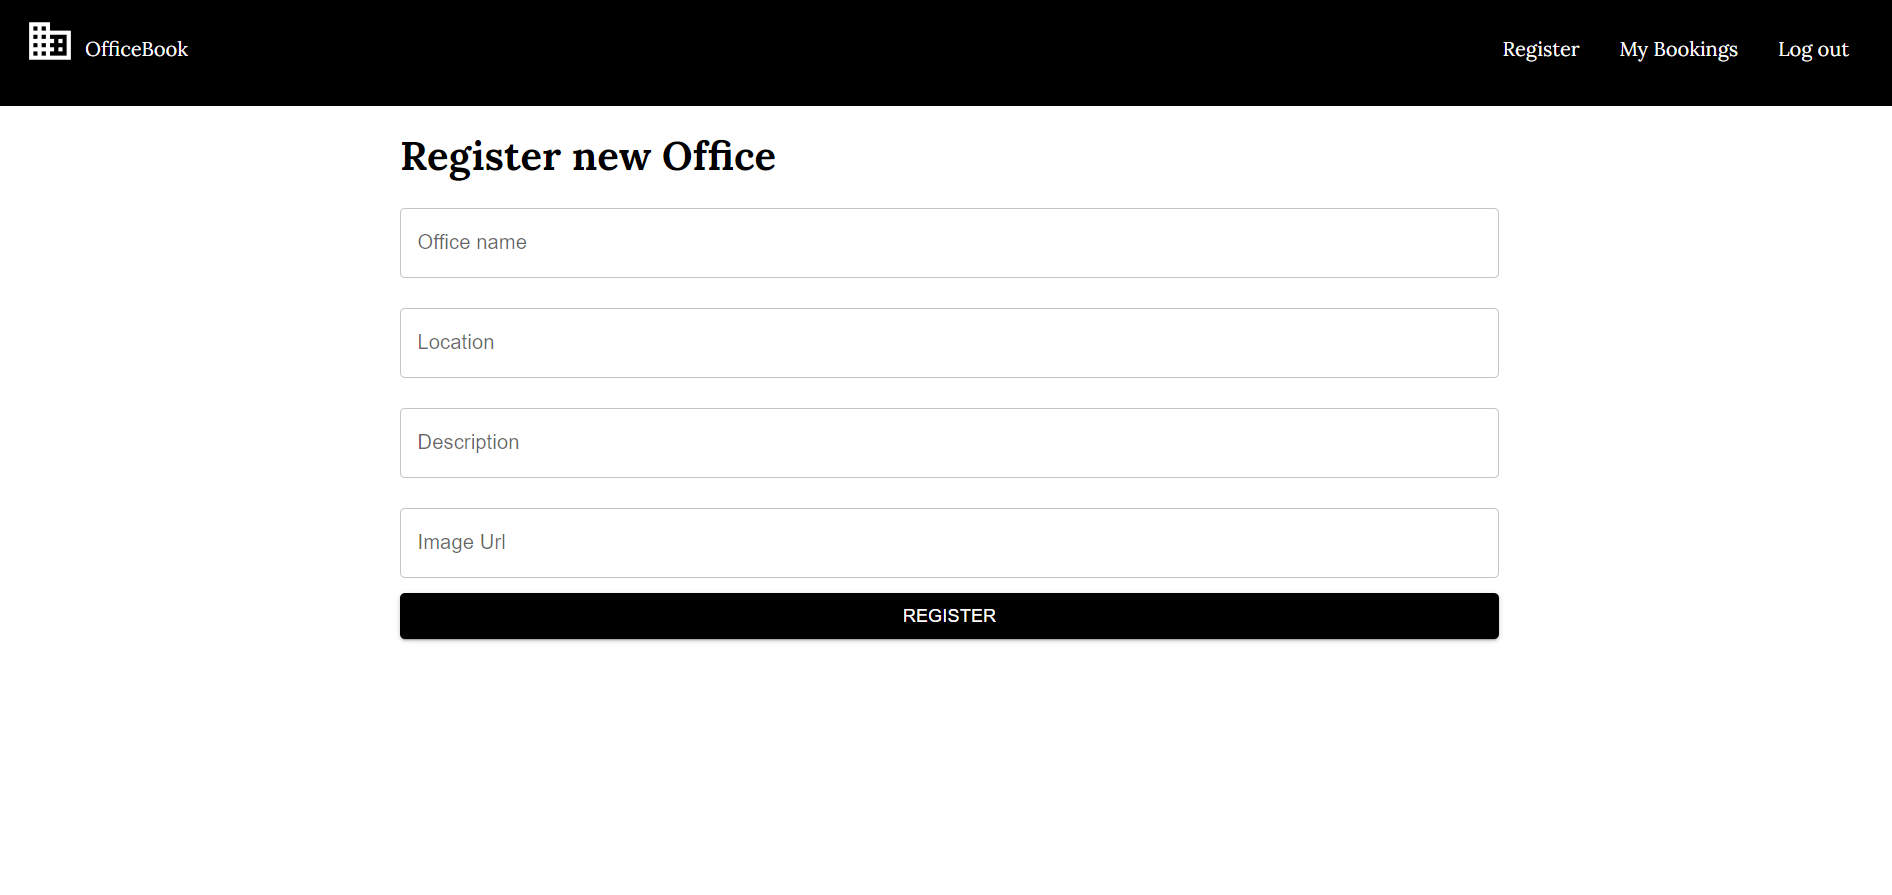 OfficeBook
Register
My Bookings
Log out
Register new Office
Office name
Location
Description
Image Url
REGISTER